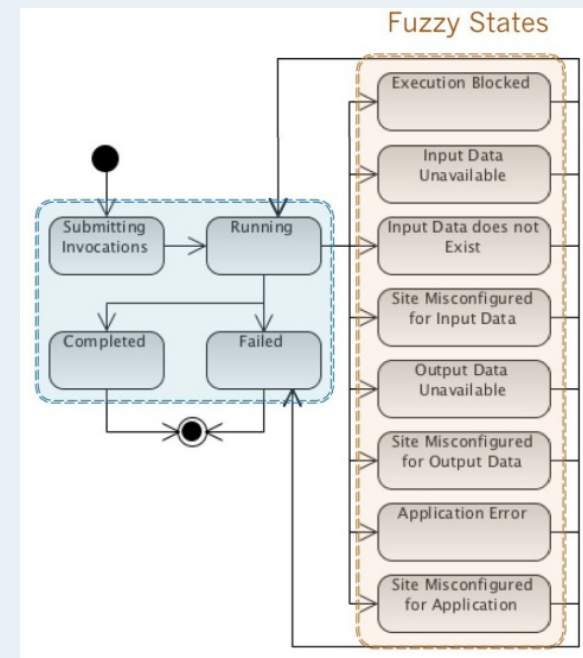 Fuzzy States
Submitting
Invocations
Running
Completed
Failed
Execution Blocked
Input Data
Unavailable
Input Data does not
Exist
Site Misconfigured
for Input Data
Output Data
Unavailable
Site Misconfigured
for Output Data
Application Error
Site Misconfigured
for Application